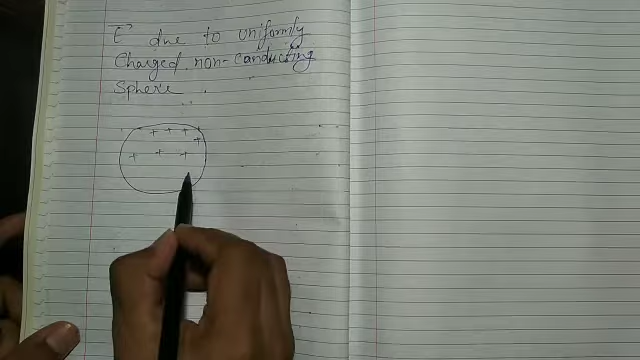 E⃗ due to uniformly
Charged non-conducting
Sphere.
+ + + +
+
+ + +